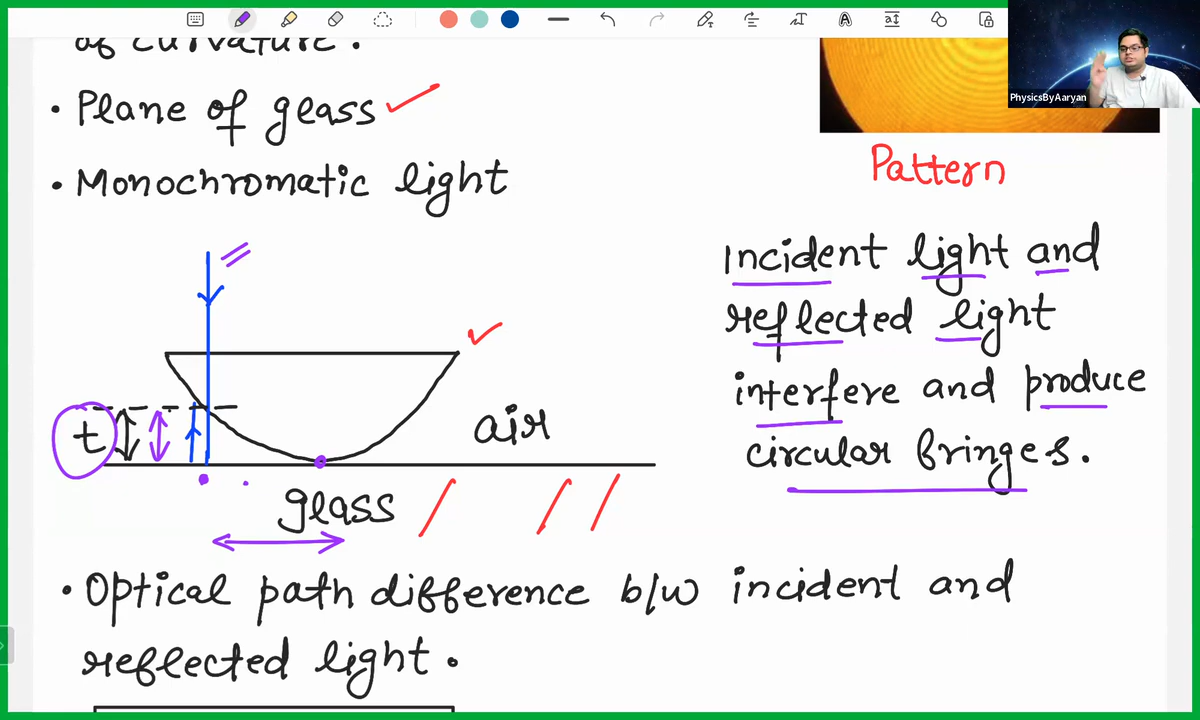 of curvature.
• Plane of glass
• Monochromatic light
PhysicsByAaryan
Pattern
Incident light and
reflected light
interfere and produce
circular fringes.
t
air
glass
• Optical path difference b/w incident and
reflected light.